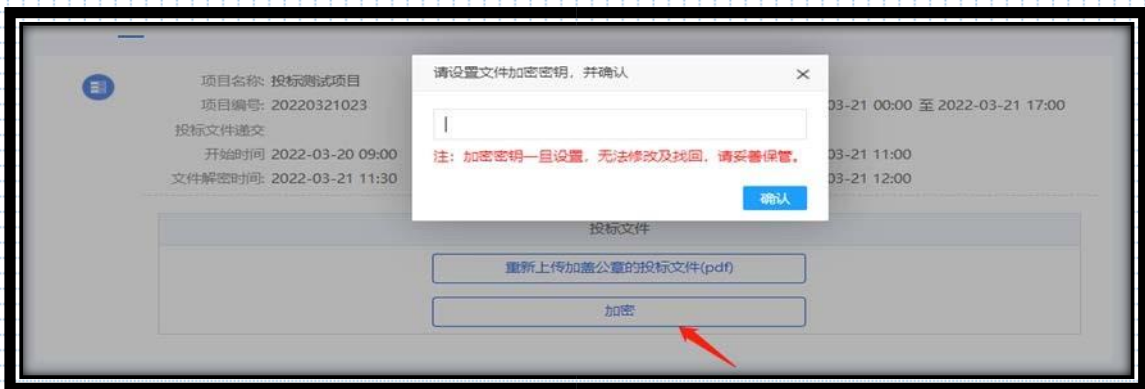 请设置文件加密密钥，并确认
项目名称: 投标测试项目
项目编号: 20220321023
03-21 00:00 至 2022-03-21 17:00
投标文件递交
开始时间 2022-03-20 09:00
注：加密密钥一旦设置，无法修改及找回，请妥善保管。
03-21 11:00
文件解密时间: 2022-03-21 11:30
03-21 12:00
确认
投标文件
重新上传加盖公章的投标文件(pdf)
加密